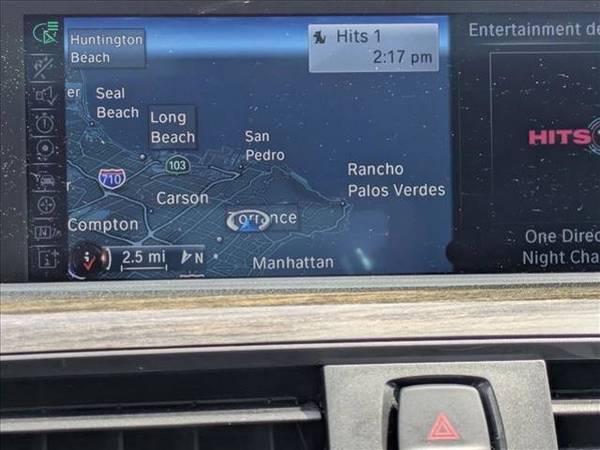 Huntington
Beach
Hits 1
2:17 pm
Entertainment de
er
Seal
Beach
Long
Beach
San
Pedro
HITS
103
710
Rancho
Palos Verdes
Carson
Compton
Torrance
One Direc
Night Cha
2.5 mi
N
Manhattan